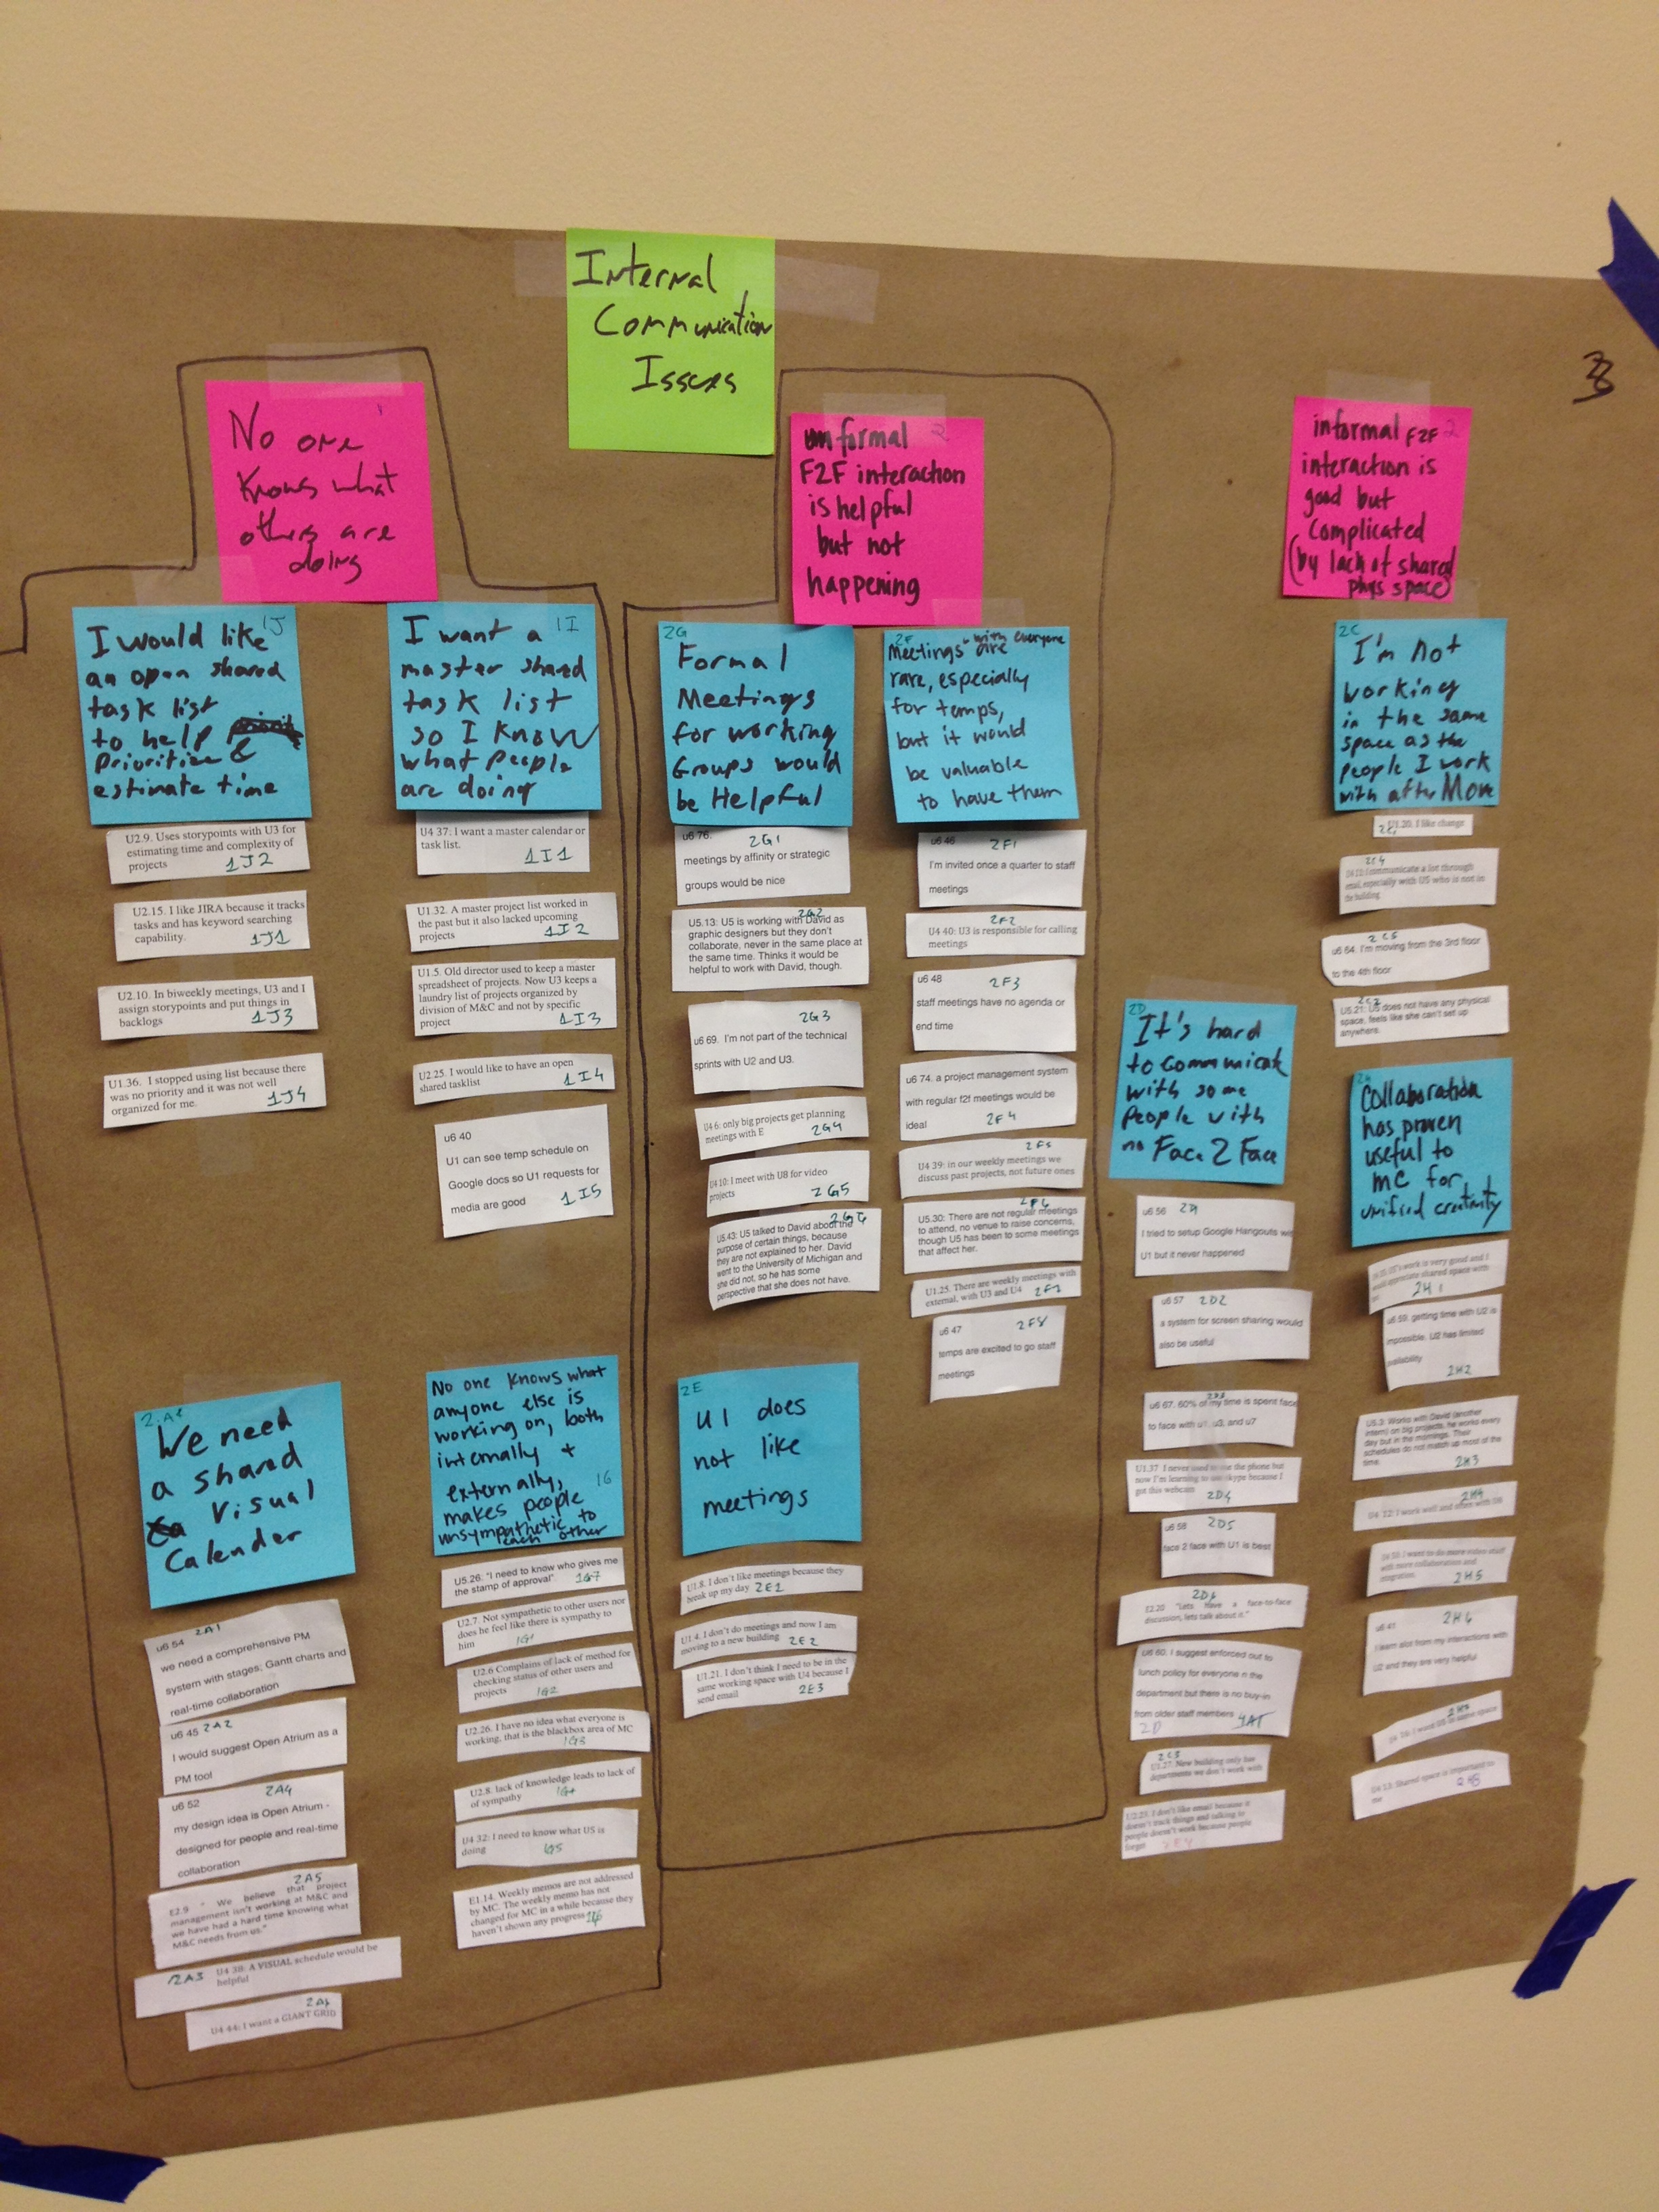 Internal
Communication
Issues
3
No one
Knows what
others are
doing
1
formal
F2F interaction
is helpful
but not
happening
2
informal F2F
interaction is
good but
complicated
(by lack of shared
phys space)
2
I would like
an open shared
task list
to help
Prioritize &
estimate time
1J
U2.9. Uses storypoints with U3 for
estimating time and complexity of
projects
1J2
U2.15. I like JIRA because it tracks
tasks and has keyword searching
capability.
1J1
U2.10. In biweekly meetings, U3 and I
assign storypoints and put things in
backlogs
1J3
U1.36. I stopped using list because there
was no priority and it was not well
organized for me.
1J4
I want a
master shared
task list
so I know
what people
are doing
1I
U4 37: I want a master calendar or
task list.
1I1
U1.32. A master project list worked in
the past but it also lacked upcoming
projects
1I2
U1.5. Old director used to keep a master
spreadsheet of projects. Now U3 keeps a
laundry list of projects organized by
division of M&C and not by specific
project
1I3
U2.25. I would like to have an open
shared tasklist
1I4
u6 40
U1 can see temp schedule on
Google docs so U1 requests for
media are good
1I5
We need
a shared
Visual
Calender
u6 54 2A1
we need a comprehensive PM
system with stages; Gantt charts and
real-time collaboration
u6 45 2A2
I would suggest Open Atrium as a
PM tool
2A4
u6 52
my design idea is Open Atrium -
designed for people and real-time
collaboration
2A5
E2.9 " We believe that project
management isn't working at M&C and
we have had a hard time knowing what
M&C needs from us."
2A3
U4 38: A VISUAL schedule would be
helpful
U4 44: I want a GIANT GRID
No one knows what
anyone else is
working on, both
internally +
externally,
makes people
unsympathetic to
each other
1G
U5.26. "I need to know who gives me
the stamp of approval".
1G7
U2.7. Not sympathetic to other users nor
does he feel like there is sympathy to
him
1G1
U2.6 Complains of lack of method for
checking status of other users and
projects
1G2
U2.26. I have no idea what everyone is
working, that is the blackbox area of MC
1G3
U2.8. lack of knowledge leads to lack of
of sympathy
1G4
U4 32: I need to know what U5 is
doing
1G5
E1.14. Weekly memos are not addressed
by MC. The weekly memo has not
changed for MC in a while because they
haven't shown any progress
1G6
2G
Formal
Meetings
for working
Groups would
be Helpful
u6 76.
2G1
meetings by affinity or strategic
groups would be nice
2G2
U5.13: U5 is working with David as
graphic designers but they don't
collaborate, never in the same place at
the same time. Thinks it would be
helpful to work with David, though.
2G3
u6 69. I'm not part of the technical
sprints with U2 and U3.
U4 6: only big projects get planning
meetings with E
2G4
U4 10: I meet with U8 for video
projects
2G5
2G6
U5.43: U5 talked to David about the
purpose of certain things, because
they are not explained to her. David
went to the University of Michigan and
she did not, so he has some
perspective that she does not have.
2E
U1 does
not like
meetings
U1.8. I don't like meetings because they
break up my day 2E1
U1.4. I don't do meetings and now I am
moving to a new building 2E2
U1.21. I don't think I need to be in the
same working space with U4 because I
send email
2E3
2F
Meetings with everyone are
rare, especially
for temps,
but it would
be valuable
to have them
u6 46
2F1
I'm invited once a quarter to staff
meetings
2F2
U4 40: U3 is responsible for calling
meetings
u6 48
2F3
staff meetings have no agenda or
end time
u6 74. a project management system
with regular f2f meetings would be
ideal
2F4
2F5
U4 39: in our weekly meetings we
discuss past projects, not future ones
2F6
U5.30: There are not regular meetings
to attend, no venue to raise concerns,
though U5 has been to some meetings
that affect her.
U1.25. There are weekly meetings with
external, with U3 and U4
2F7
u6 47
2F8
temps are excited to go staff
meetings
2D
It's hard
to communicate
with some
People with
no Face 2 Face
u6 56
I tried to setup Google Hangouts
U1 but it never happened
u6 57 2D2
a system for screen sharing would
also be useful
u6 67. 60% of my time is spent face
to face with u1, u3, and u7
U1.37 I never used to use the phone but
now I'm learning to use skype because I
got this webcam
2D4
u6 58
2D5
face 2 face with U1 is best
E2.20 "Lets have a face-to-face
discussion, lets talk about it."
u6 60. I suggest enforced out to
lunch policy for everyone n the
department but there is no buy-in
from older staff members
2D
2C3
U1.27: New building only has
departments we don't work with
U2.23. I don't like email because it
doesn't track things and talking to
people doesn't work because people
forget
2C
I'm not
working
in the same
space as the
people I work
with after Move
U1.20. I like change
2C4
I communicate a lot through
email, especially with U5 who is not in
the building
2C5
u6 64. I'm moving from the 3rd floor
to the 4th floor
2C2
U5.21: U5 does not have any physical
space, feels like she can't set up
anywhere.
Collaboration
has proven
useful to
MC for
unified creativity
U5's work is very good and I
would appreciate shared space with
2H1
u6 59. getting time with U2 is
impossible. U2 has limited
availability
2H2
U5.3: Works with David (another
intern) on big projects, he works every
day but in the mornings. Their
schedules do not match up most of the
time.
2H3
2H4
U4 12: I work well and often with U8
I want to do more video stuff
with more collaboration and
integration.
2H5
u6 41
2H6
I learn alot from my interactions with
U2 and they are very helpful
U4 13: Shared space is important to
me